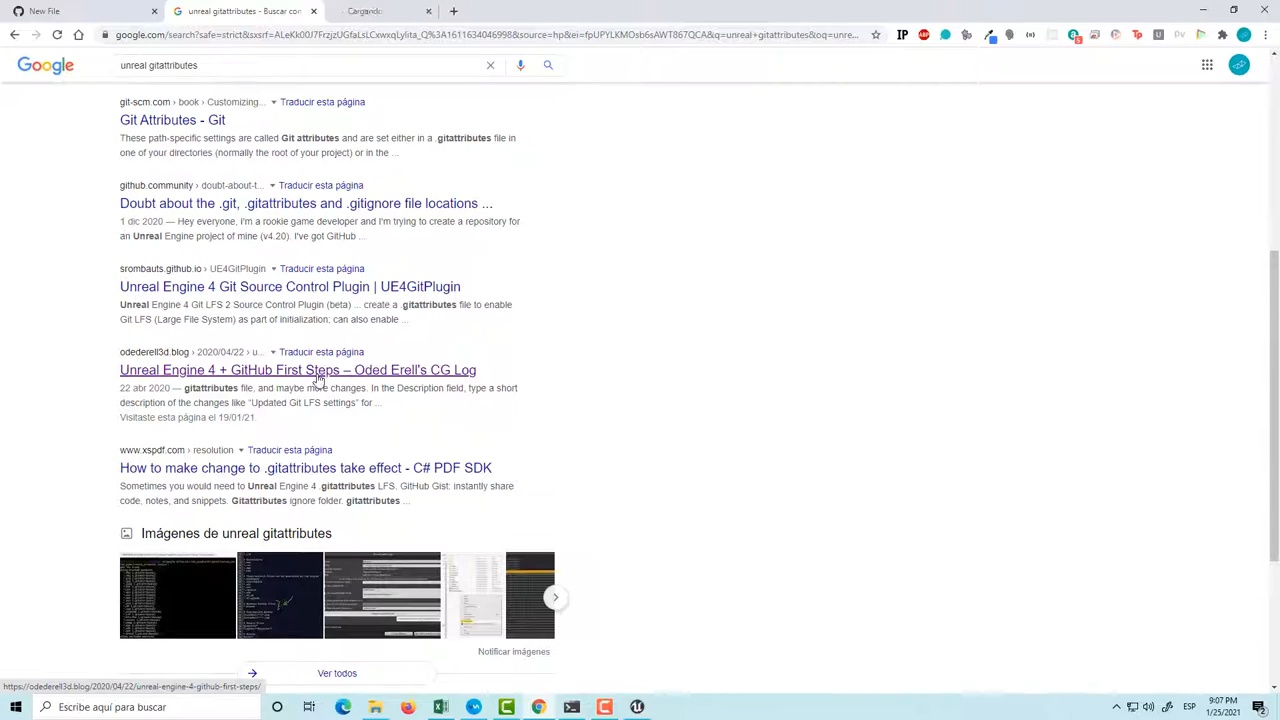 New File
unreal gitattributes - Buscar con
Cargando
google.com/search?safe=strict&sxsrf=
Google
unreal gitattributes
git-scm.com › book › Customizing... Traducir esta página
Git Attributes - Git
These path-specific settings are called Git attributes and are set either in a .gitattributes file in
one of your directories (normally the root of your project) or in the ...
github.community › doubt-about-t... Traducir esta página
Doubt about the .git, .gitattributes and .gitignore file locations ...
1 dic 2020 — Hey everyone, I'm a rookie game developer and I'm trying to create a repository for
an Unreal Engine project of mine (v4.20). I've got GitHub ...
srombauts.github.io › UE4GitPlugin Traducir esta página
Unreal Engine 4 Git Source Control Plugin | UE4GitPlugin
Unreal Engine 4 Git LFS 2 Source Control Plugin (beta) ... create a .gitattributes file to enable
Git LFS (Large File System) as part of initialization; can also enable ...
odederell3d.blog › 2020/04/22 › u... Traducir esta página
Unreal Engine 4 + GitHub First Steps – Oded Erell's CG Log
22 abr 2020 — gitattributes file, and maybe more changes. In the Description field, type a short
description of the changes like “Updated Git LFS settings” for ...
Visitaste esta página el 19/01/21.
www.xspdf.com › resolution Traducir esta página
How to make change to .gitattributes take effect - C# PDF SDK
Sometimes you would need to Unreal Engine 4 .gitattributes LFS. GitHub Gist: instantly share
code, notes, and snippets. Gitattributes ignore folder. gitattributes ...
Imágenes de unreal gitattributes
Notificar imágenes
Ver todos
https://odederell3d.blog/2020/04/22/unreal-engine-4-github-first-steps/
Escribe aquí para buscar
ESP
9:07 PM
1/25/2021